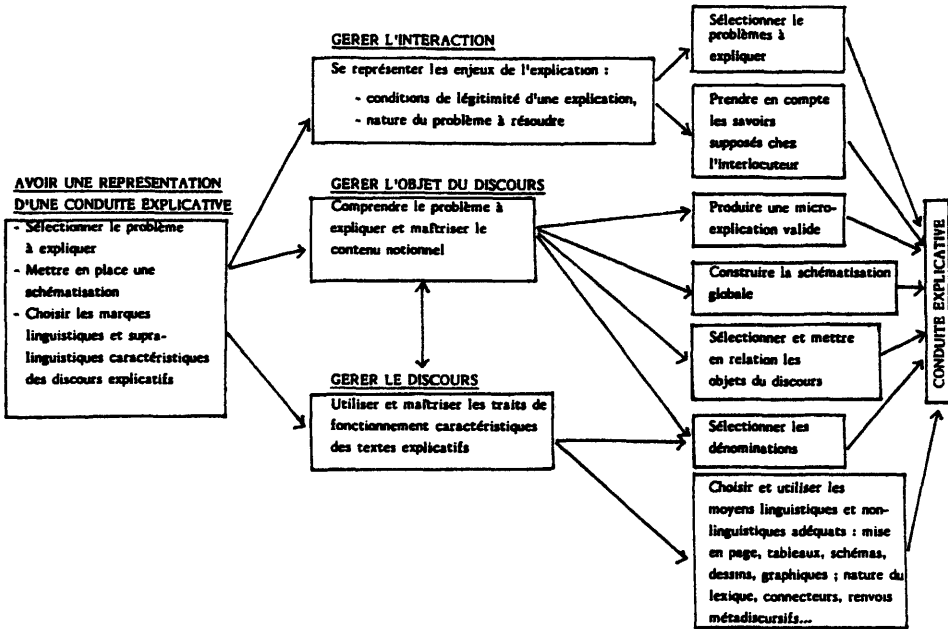 AVOIR UNE REPRESENTATION
D'UNE CONDUITE EXPLICATIVE
- Sélectionner le problème
à expliquer
- Mettre en place une
schématisation
- Choisir les marques
linguistiques et supra-
linguistiques caractéristiques
des discours explicatifs
GERER L'INTERACTION
Se représenter les enjeux de l'explication :
- conditions de légitimité d'une explication,
- nature du problème à résoudre
GERER L'OBJET DU DISCOURS
Comprendre le problème à
expliquer et maîtriser le
contenu notionnel
GERER LE DISCOURS
Utiliser et maîtriser les traits de
fonctionnement caractéristiques
des textes explicatifs
Sélectionner le
problèmes à
expliquer
Prendre en compte
les savoirs
supposés chez
l'interlocuteur
Produire une micro-
explication valide
Construire la schématisation
globale
Sélectionner et mettre
en relation les
objets du discours
Sélectionner les
dénominations
Choisir et utiliser les
moyens linguistiques et non-
linguistiques adéquats : mise
en page, tableaux, schémas,
dessins, graphiques ; nature du
lexique, connecteurs, renvois
métadiscursifs...
CONDUITE EXPLICATIVE